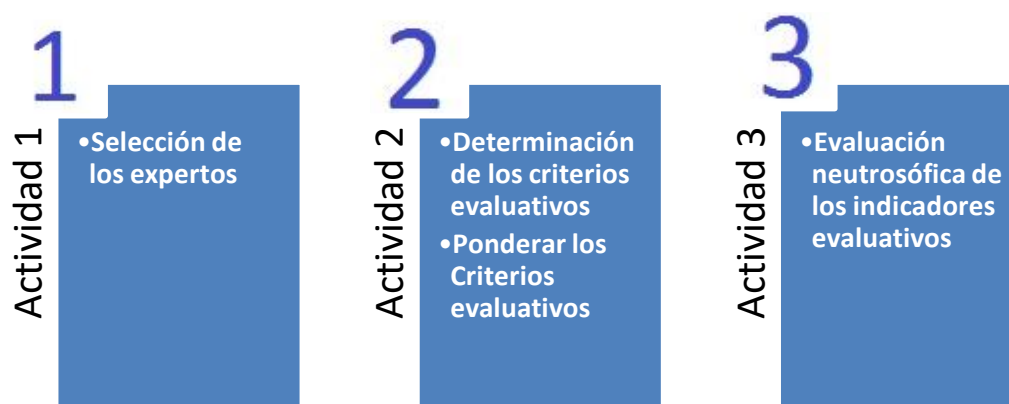 1
Actividad 1
•Selección de
los expertos
2
Actividad 2
•Determinación
de los criterios
evaluativos
•Ponderar los
Criterios
evaluativos
3
Actividad 3
•Evaluación
neutrosófica de
los indicadores
evaluativos